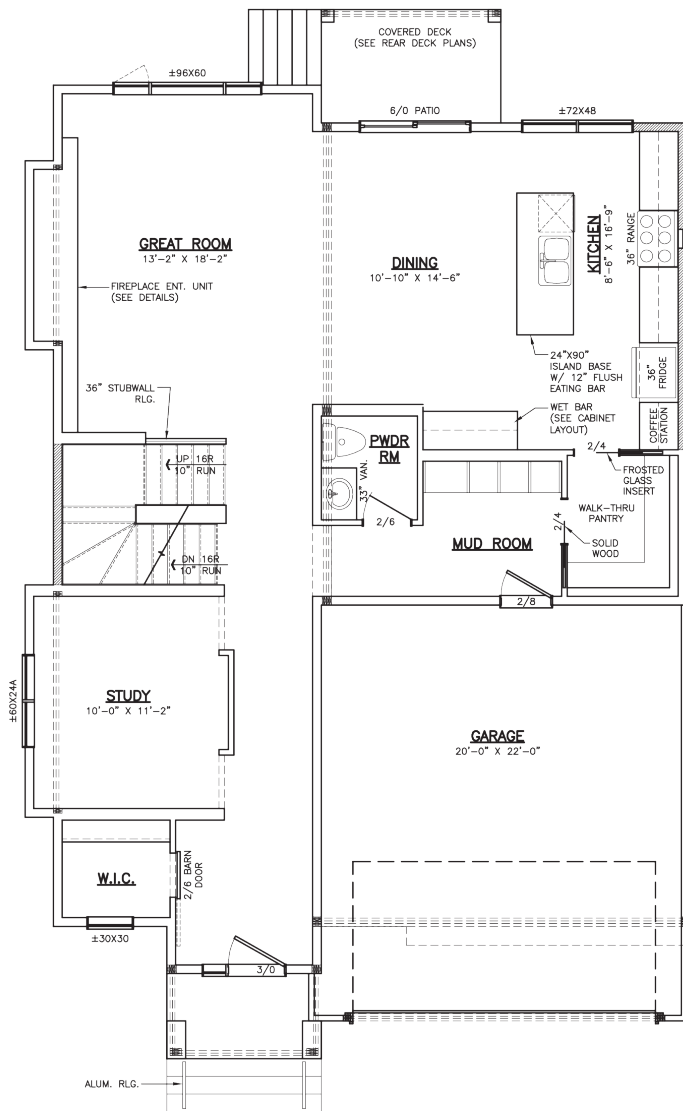 COVERED DECK
(SEE REAR DECK PLANS)
±96X60
6/0 PATIO
±72X48
GREAT ROOM
13'-2" X 18'-2"
DINING
10'-10" X 14'-6"
KITCHEN
8'-6" X 16'-9"
36" RANGE
FIREPLACE ENT. UNIT
(SEE DETAILS)
24"X90"
ISLAND BASE
W/ 12" FLUSH
EATING BAR
36"
FRIDGE
36" STUBWALL
RLG.
WET BAR
(SEE CABINET
LAYOUT)
COFFEE
STATION
PWDR
RM
33" VAN.
2/4
UP 16R
10" RUN
FROSTED
GLASS
INSERT
WALK-THRU
PANTRY
2/6
2/4
MUD ROOM
SOLID
WOOD
DN 16R
10" RUN
2/8
±60X24A
STUDY
10'-0" X 11'-2"
GARAGE
20'-0" X 22'-0"
W.I.C.
2/6 BARN
DOOR
±30X30
3/0
ALUM. RLG.